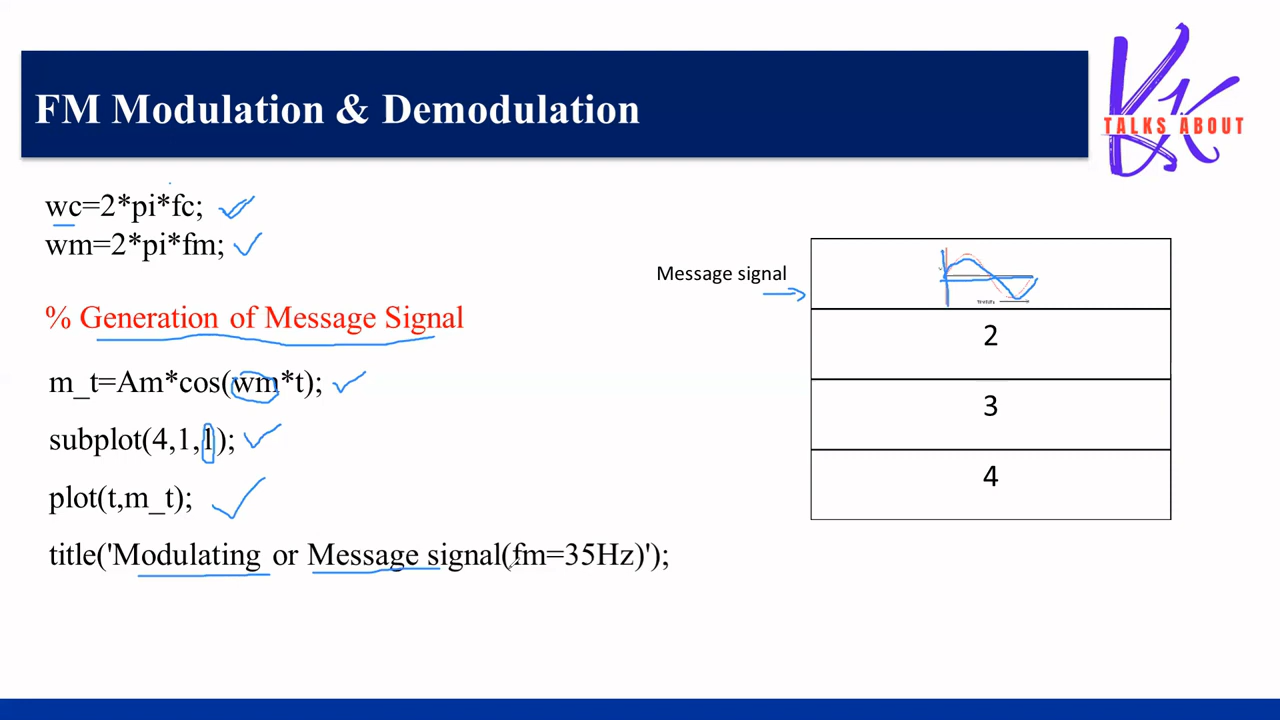 FM Modulation & Demodulation
KK
TALKS ABOUT
wc=2*pi*fc;
wm=2*pi*fm;
% Generation of Message Signal
m_t=Am*cos(wm*t);
subplot(4,1,1);
plot(t,m_t);
title('Modulating or Message signal(fm=35Hz)');
Message signal
2
3
4